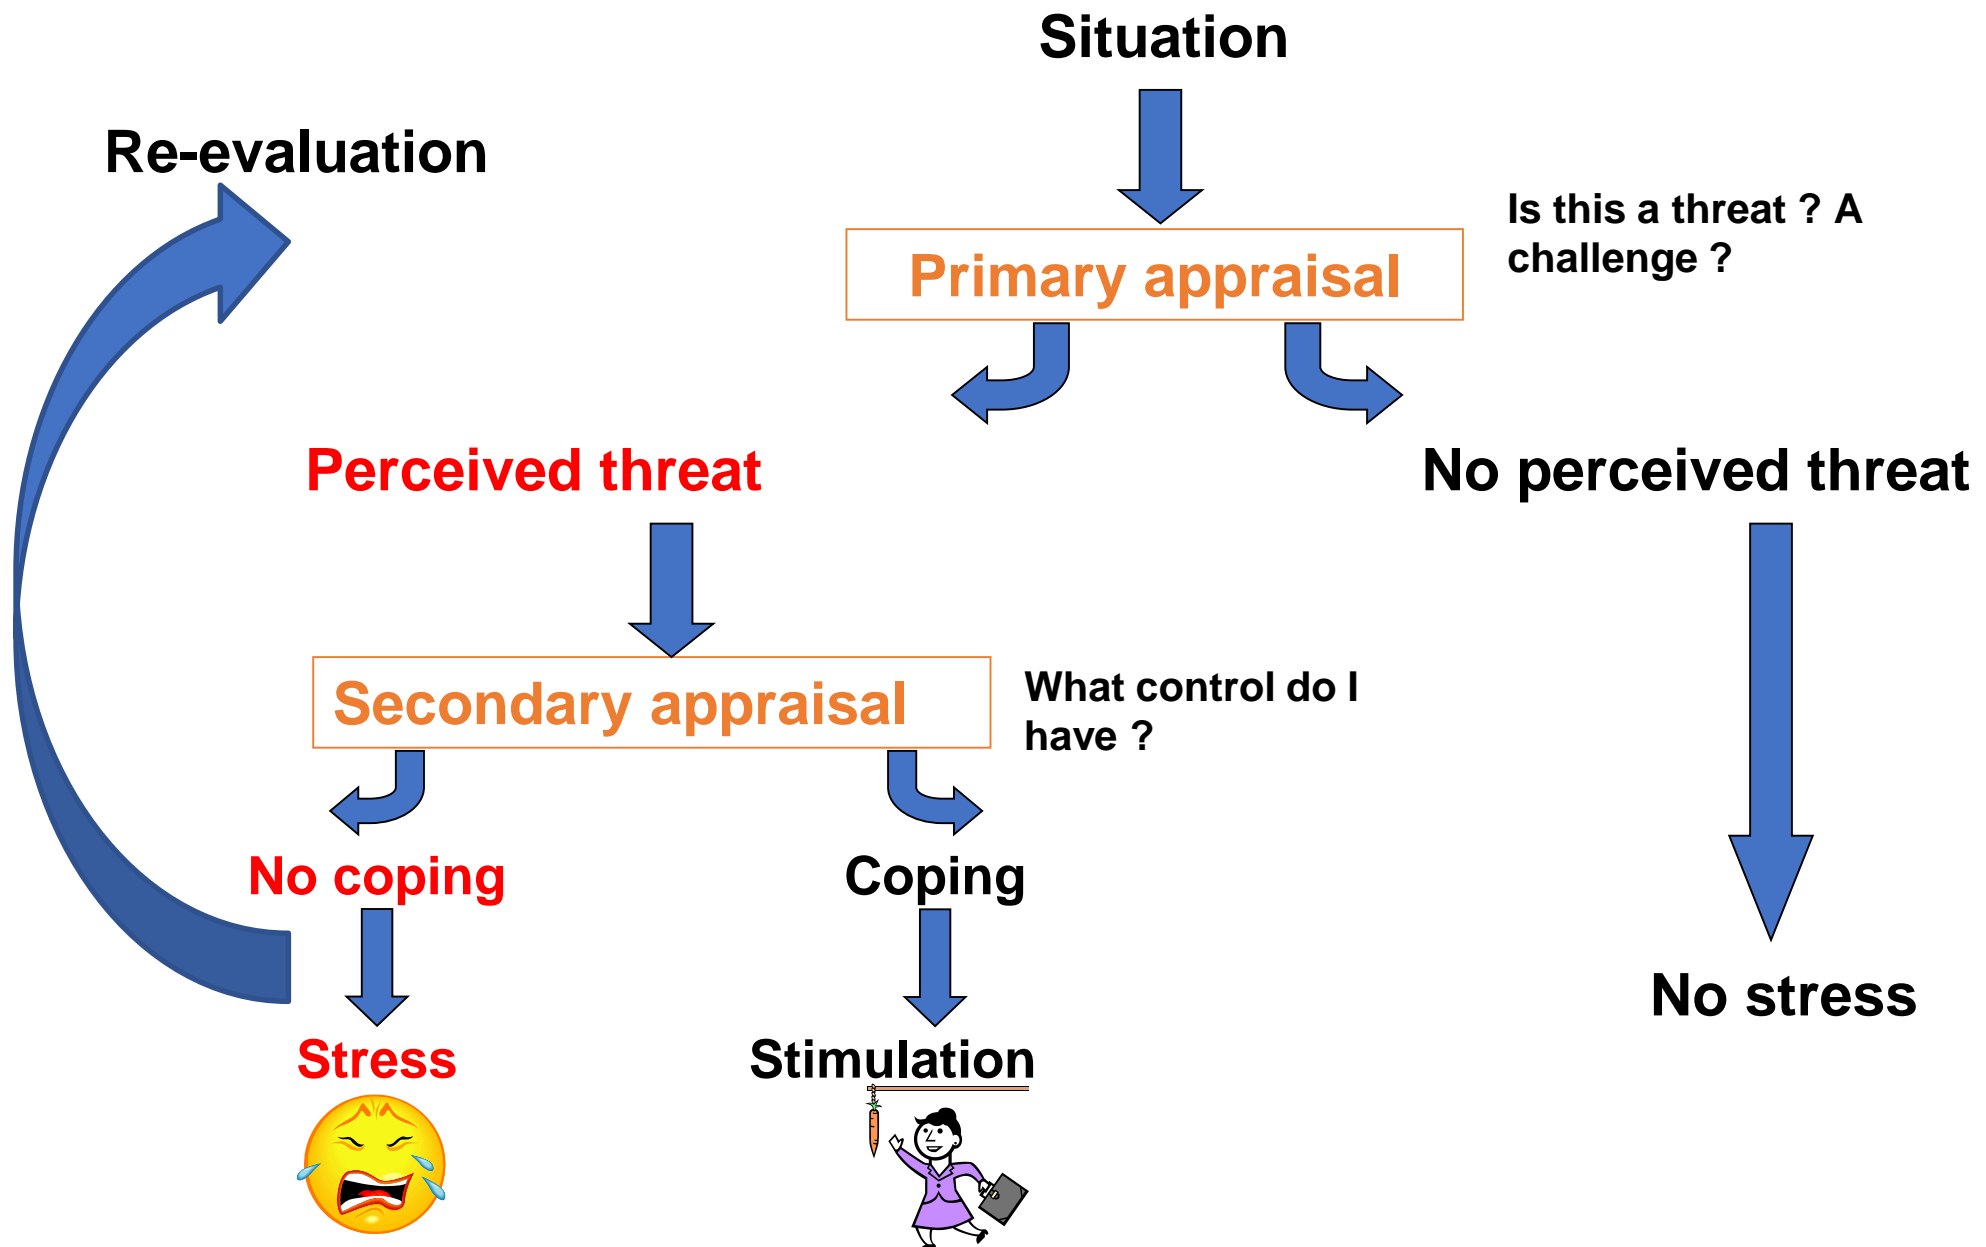 Situation
Re-evaluation
Is this a threat ? A
challenge ?
Primary appraisal
Perceived threat
No perceived threat
Secondary appraisal
What control do I
have ?
No coping
Coping
No stress
Stress
Stimulation